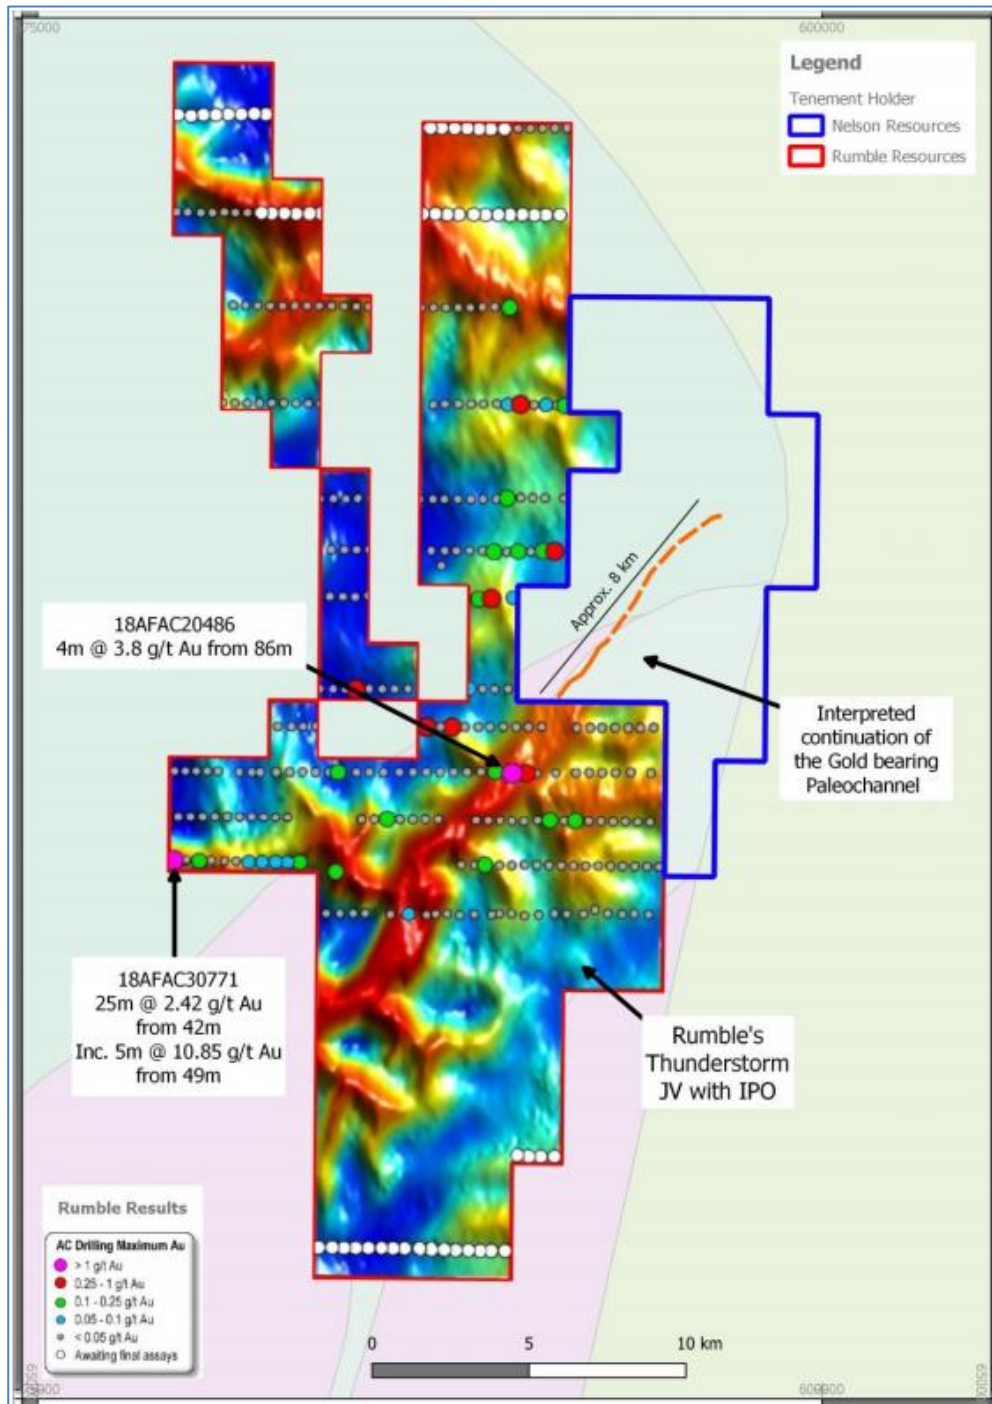 75000
600000
Legend
Tenement Holder
Nelson Resources
Rumble Resources
Approx. 8 km
18AFAC20486
4m @ 3.8 g/t Au from 86m
Interpreted
continuation of
the Gold bearing
Paleochannel
18AFAC30771
25m @ 2.42 g/t Au
from 42m
Inc. 5m @ 10.85 g/t Au
from 49m
Rumble's
Thunderstorm
JV with IPO
Rumble Results
AC Drilling Maximum Au
> 1 g/t Au
0.25 - 1 g/t Au
0.1 - 0.25 g/t Au
0.05 - 0.1 g/t Au
< 0.05 g/t Au
Awaiting final assays
0
5
10 km